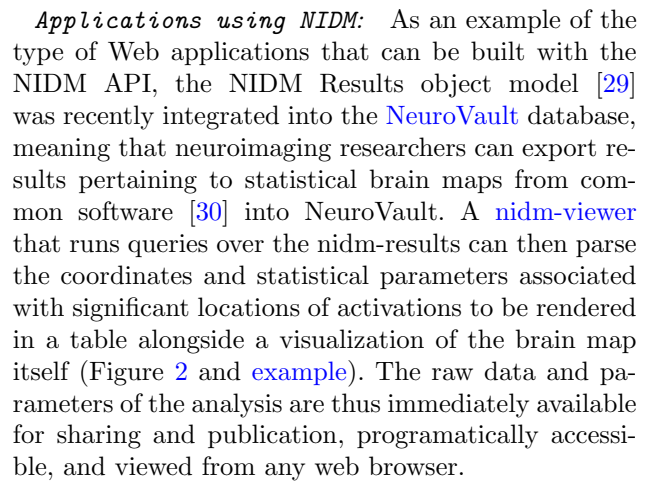 Applications using NIDM: As an example of the
type of Web applications that can be built with the
NIDM API, the NIDM Results object model [29]
was recently integrated into the NeuroVault database,
meaning that neuroimaging researchers can export re-
sults pertaining to statistical brain maps from com-
mon software [30] into NeuroVault. A nidm-viewer
that runs queries over the nidm-results can then parse
the coordinates and statistical parameters associated
with significant locations of activations to be rendered
in a table alongside a visualization of the brain map
itself (Figure 2 and example). The raw data and pa-
rameters of the analysis are thus immediately available
for sharing and publication, programatically accessi-
ble, and viewed from any web browser.